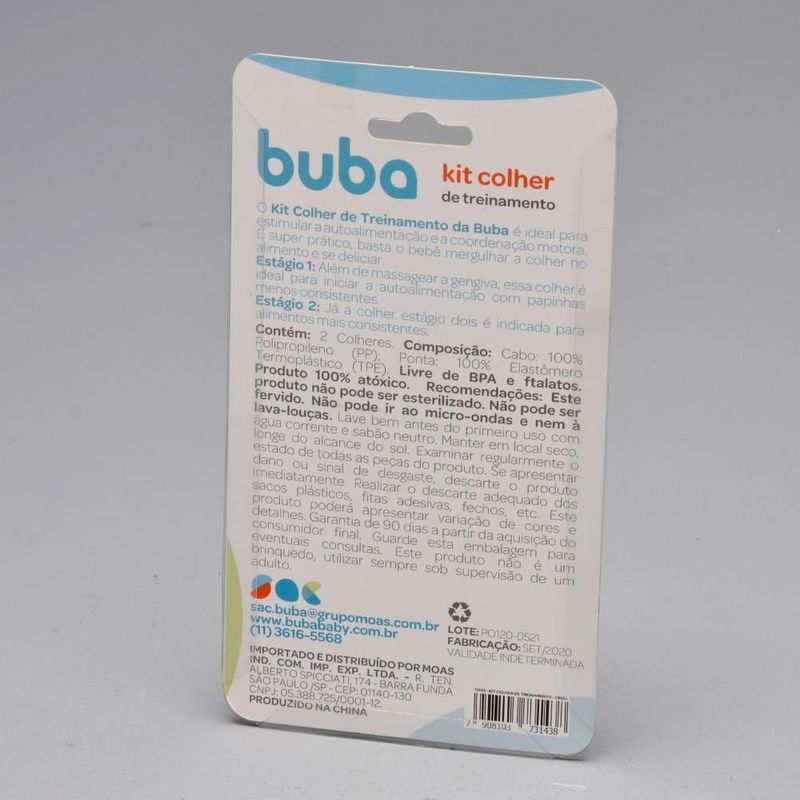 buba
kit colher
de treinamento
O Kit Colher de Treinamento da Buba é ideal para
estimular a autoalimentação e a coordenação motora.
É super prático, basta o bebê mergulhar a colher no
alimento e se deliciar.
Estágio 1: Além de massagear a gengiva, essa colher é
ideal para iniciar a autoalimentação com papinhas
menos consistentes.
Estágio 2: Já a colher estágio dois é indicada para
alimentos mais consistentes.
Contém: 2 Colheres. Composição: Cabo: 100%
Polipropileno (PP); Ponta: 100% Elastômero
Termoplástico (TPE). Livre de BPA e ftalatos.
Produto 100% atóxico. Recomendações: Este
produto não pode ser esterilizado. Não pode ser
fervido. Não pode ir ao micro-ondas e nem à
lava-louças. Lave bem antes do primeiro uso com
água corrente e sabão neutro. Manter em local seco,
longe do alcance do sol. Examinar regularmente o
estado de todas as peças do produto. Se apresentar
dano ou sinal de desgaste, descarte o produto
imediatamente. Realizar o descarte adequado dos
sacos plásticos, fitas adesivas, fechos, etc. Este
produto poderá apresentar variação de cores e
detalhes. Garantia de 90 dias a partir da aquisição do
consumidor final. Guarde esta embalagem para
eventuais consultas. Este produto não é um
brinquedo, utilizar sempre sob supervisão de um
adulto.
sac
sac.buba@grupomoas.com.br
www.bubababy.com.br
(11) 3616-5568
IMPORTADO E DISTRIBUÍDO POR MOAS
IND. COM. IMP. EXP. LTDA. - R. TEN.
ALBERTO SPICCIATI, 174 - BARRA FUNDA
SÃO PAULO /SP - CEP: 01140-130
CNPJ: 05.388.725/0001-12.
PRODUZIDO NA CHINA
LOTE: PO120-0521
FABRICAÇÃO: SET/2020
VALIDADE INDETERMINADA
KIT COLHER DE TREINAMENTO
7 908103 731438